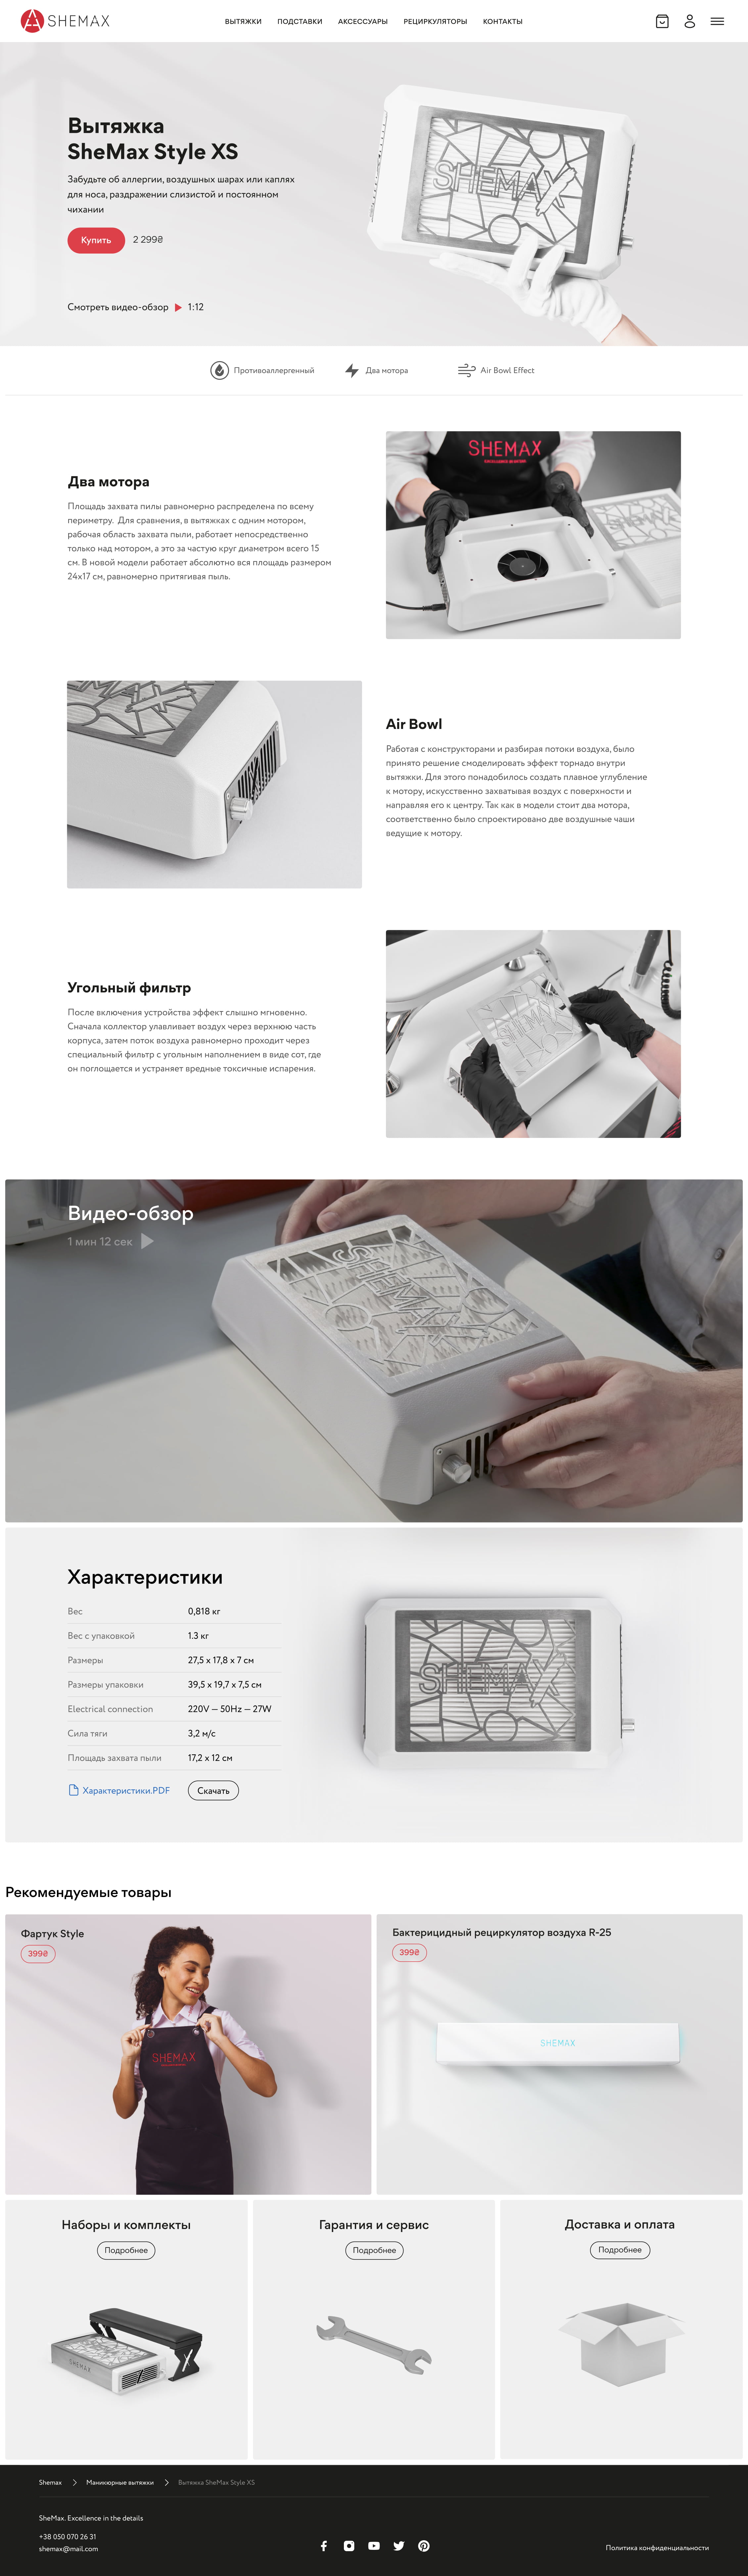 SHEMAX
ВЫТЯЖКИ ПОДСТАВКИ АКСЕССУАРЫ РЕЦИРКУЛЯТОРЫ КОНТАКТЫ
Вытяжка
SheMax Style XS
Забудьте об аллергии, воздушных шарах или каплях
для носа, раздражении слизистой и постоянном
чихании
Купить 2 299₴
Смотреть видео-обзор 1:12
SHEMAX
Противоаллергенный Два мотора Air Bowl Effect
Два мотора
Площадь захвата пилы равномерно распределена по всему
периметру. Для сравнения, в вытяжках с одним мотором,
рабочая область захвата пыли, работает непосредственно
только над мотором, а это за частую круг диаметром всего 15
см. В новой модели работает абсолютно вся площадь размером
24х17 см, равномерно притягивая пыль.
SHEMAX
Air Bowl
Работая с конструкторами и разбирая потоки воздуха, было
принято решение смоделировать эффект торнадо внутри
вытяжки. Для этого понадобилось создать плавное углубление
к мотору, искусственно захватывая воздух с поверхности и
направляя его к центру. Так как в модели стоит два мотора,
соответственно было спроектировано две воздушные чаши
ведущие к мотору.
Угольный фильтр
После включения устройства эффект слышно мгновенно.
Сначала коллектор улавливает воздух через верхнюю часть
корпуса, затем поток воздуха равномерно проходит через
специальный фильтр с угольным наполнением в виде сот, где
он поглощается и устраняет вредные токсичные испарения.
SHEMAX
Видео-обзор
1 мин 12 сек
SHEMAX
Характеристики
Вес 0,818 кг
Вес с упаковкой 1.3 кг
Размеры 27,5 х 17,8 х 7 см
Размеры упаковки 39,5 х 19,7 х 7,5 см
Electrical connection 220V — 50Hz — 27W
Сила тяги 3,2 м/с
Площадь захвата пыли 17,2 х 12 см
Характеристики.PDF Скачать
SHEMAX
Рекомендуемые товары
Фартук Style
399₴
SHEMAX
Бактерицидный рециркулятор воздуха R-25
399₴
SHEMAX
Наборы и комплекты
Подробнее
SHEMAX
Гарантия и сервис
Подробнее
Доставка и оплата
Подробнее
Shemax Маникюрные вытяжки Вытяжка SheMax Style XS
SheMax. Excellence in the details
+38 050 070 26 31
shemax@mail.com
Политика конфиденциальности